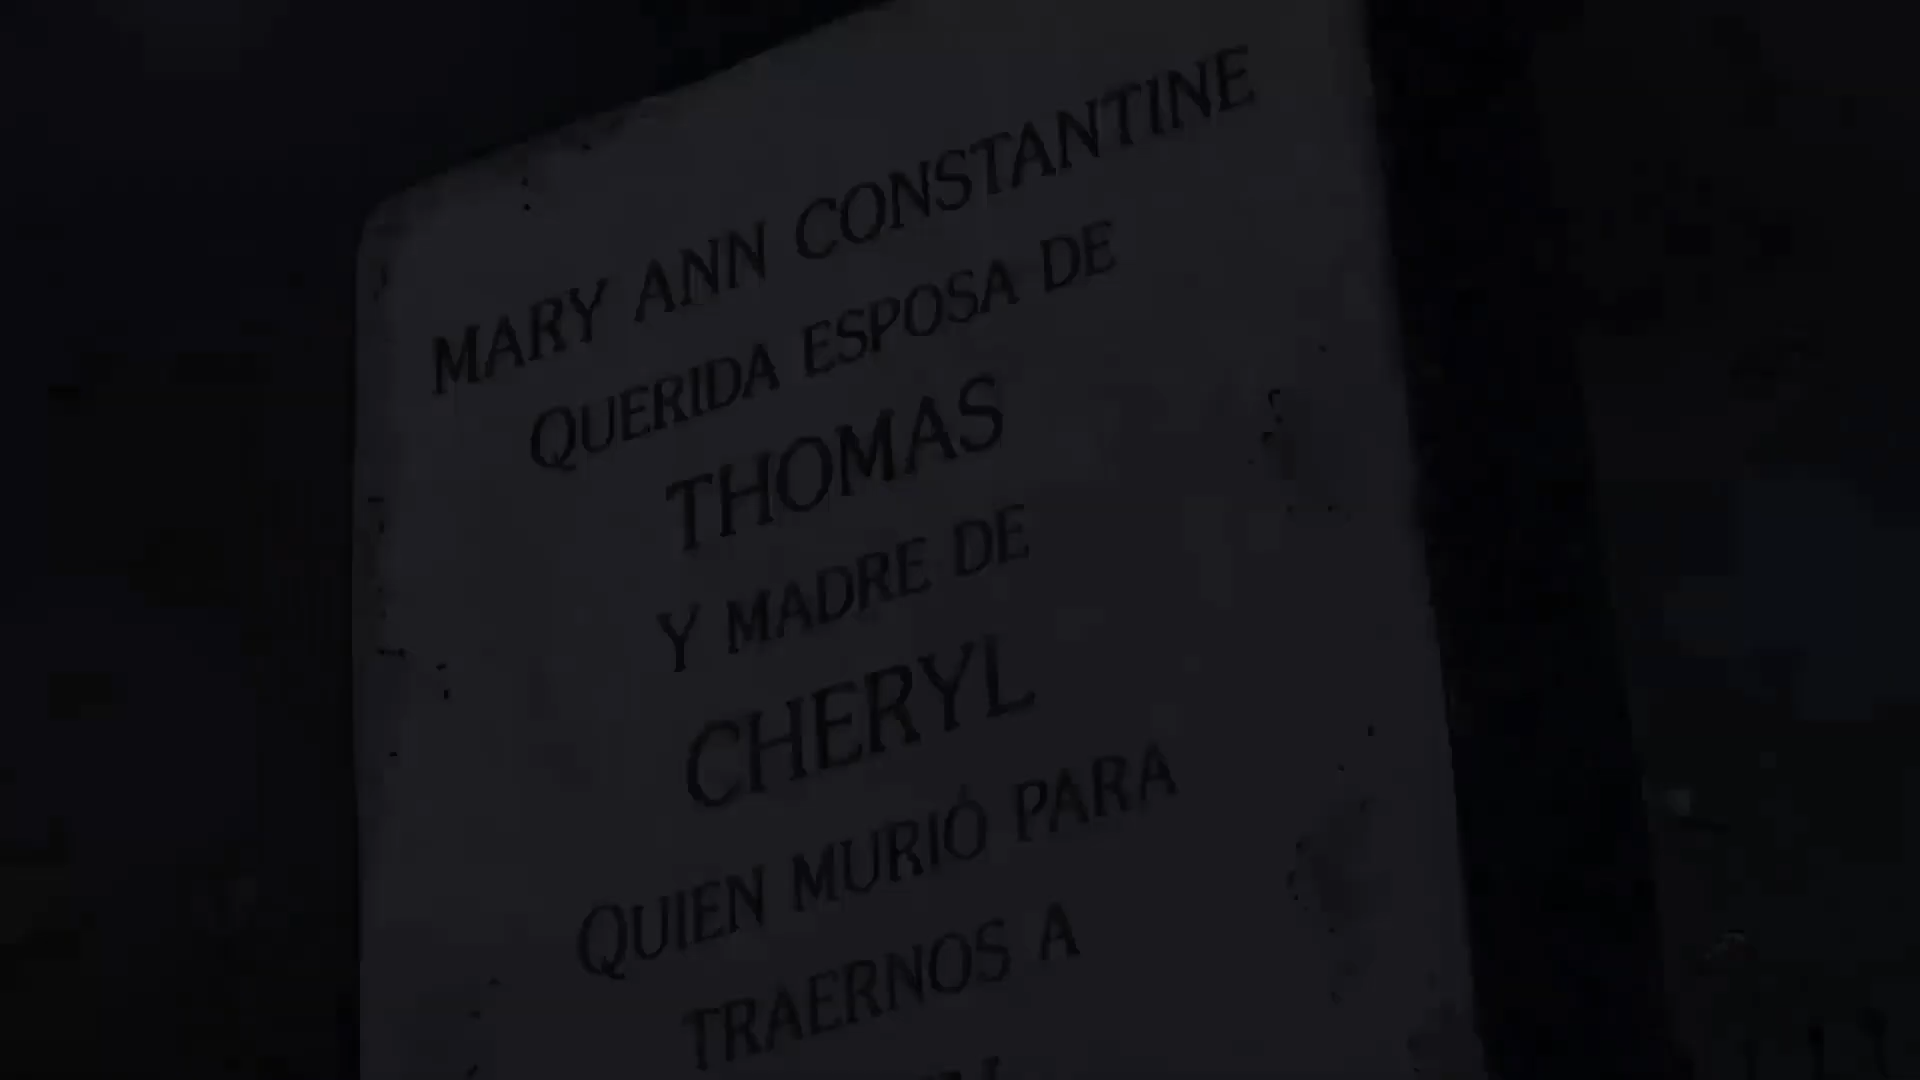 MARY ANN CONSTANTINE
QUERIDA ESPOSA DE
THOMAS
Y MADRE DE
CHERYL
QUIEN MURIÓ PARA
TRAERNOS A